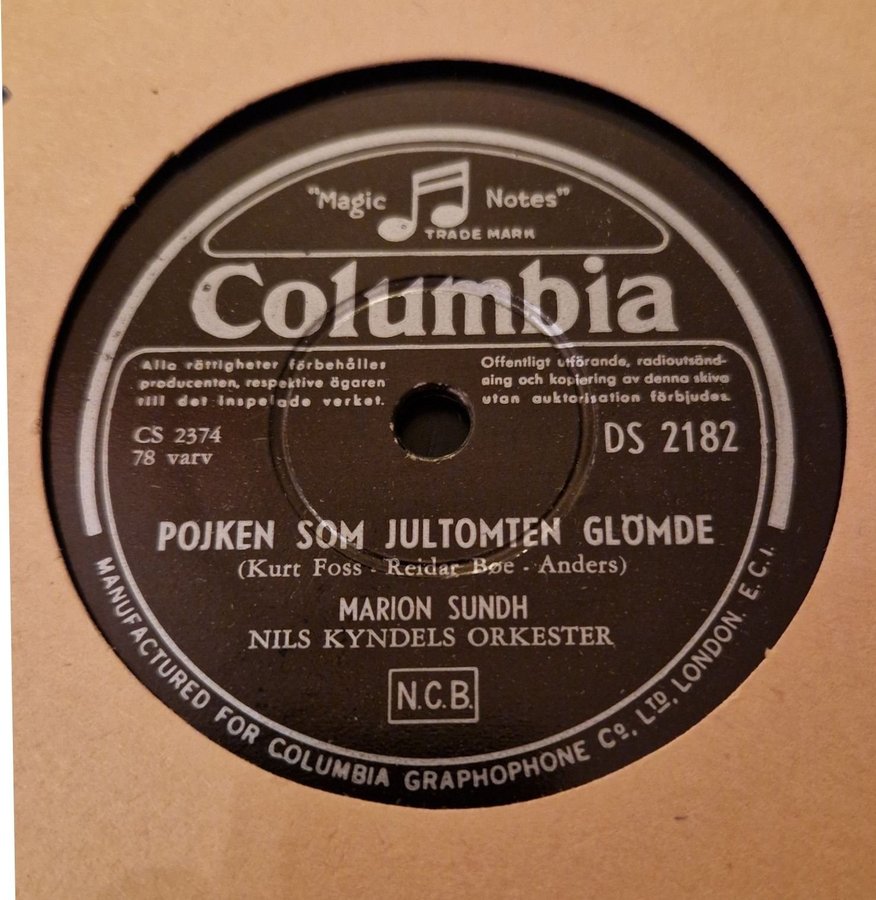 "Magic Notes"
TRADE MARK
Columbia
Alla rättigheter förbehålles
producenten, respektive ägaren
till det inspelade verket.
Offentligt utförande, radioutsänd-
ning och kopiering av denna skiva
utan auktorisation förbjudes.
CS 2374
78 varv
DS 2182
POJKEN SOM JULTOMTEN GLÖMDE
(Kurt Foss - Reidar Bøe - Anders)
MARION SUNDH
NILS KYNDELS ORKESTER
N.C.B.
MANUFACTURED FOR COLUMBIA GRAPHOPHONE Cº. LTD, LONDON. E.C.I.